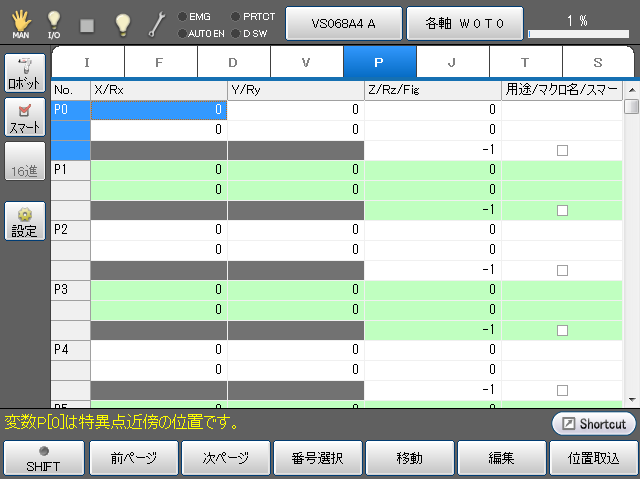 EMG PRTCT
MAN I/O AUTO EN D SW
VS068A4 A
各軸 W0T0
1 %
I F D V P J T S
ロボット
スマート
16進
設定
No. X/Rx Y/Ry Z/Rz/Fig 用途/マクロ名/スマー
P0 0 0 0
0 0 0
-1
P1 0 0 0
0 0 0
-1
P2 0 0 0
0 0 0
-1
P3 0 0 0
0 0 0
-1
P4 0 0 0
0 0 0
-1
P5 0 0 0
変数P[0]は特異点近傍の位置です。
Shortcut
SHIFT 前ページ 次ページ 番号選択 移動 編集 位置取込